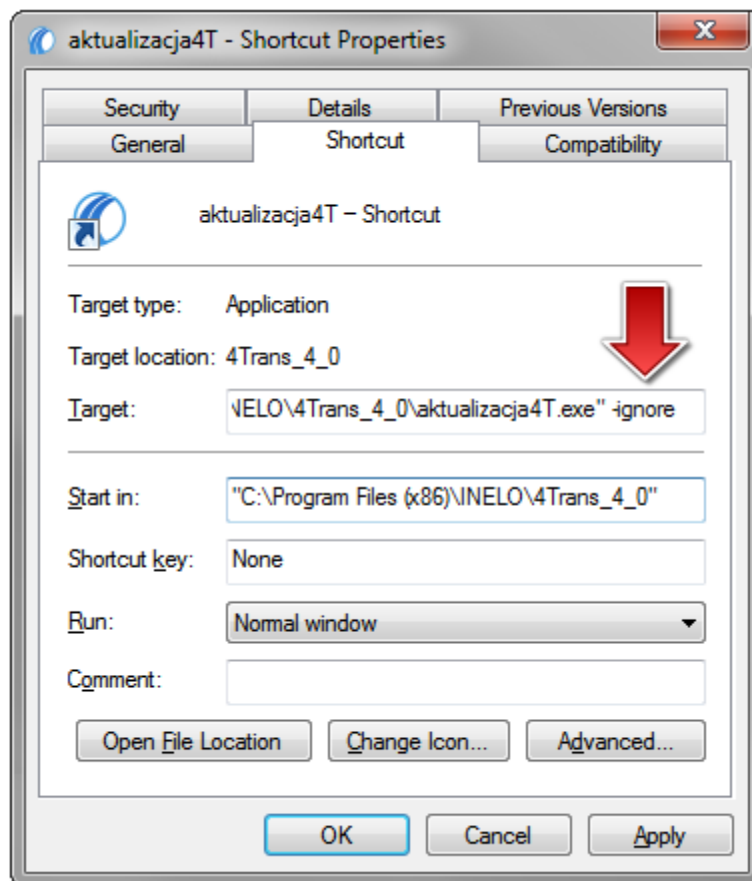 aktualizacja4T - Shortcut Properties
Security Details Previous Versions
General Shortcut Compatibility
aktualizacja4T – Shortcut
Target type: Application
Target location: 4Trans_4_0
Target: NELO\4Trans_4_0\aktualizacja4T.exe" -ignore
Start in: "C:\Program Files (x86)\INELO\4Trans_4_0"
Shortcut key: None
Run: Normal window
Comment:
Open File Location Change Icon... Advanced...
OK Cancel Apply